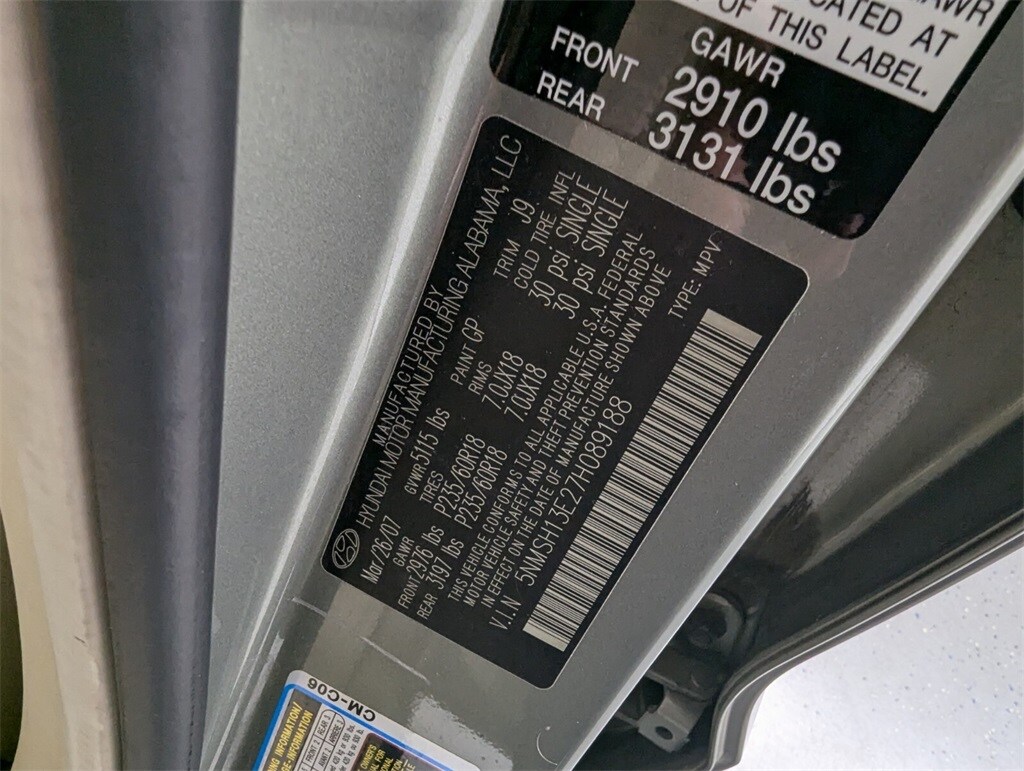 GAWR
CATED AT
OF THIS LABEL.
GAWR
FRONT 2910 lbs
REAR 3131 lbs
MANUFACTURED BY
HYUNDAI MOTOR MANUFACTURING ALABAMA, LLC
Mar/26/07 GVWR 5115 lbs PAINT GP TRIM J9
GAWR TIRES RIMS COLD TIRE INFL
FRONT 2976 lbs P235/60R18 7.0JX18 30 psi SINGLE
REAR 3197 lbs P235/60R18 7.0JX18 30 psi SINGLE
THIS VEHICLE CONFORMS TO ALL APPLICABLE U.S.A. FEDERAL
MOTOR VEHICLE SAFETY AND THEFT PREVENTION STANDARDS
IN EFFECT ON THE DATE OF MANUFACTURE SHOWN ABOVE
V.I.N 5NMSH13E27H089188 TYPE: MPV
CM-C06
INFORMATION/